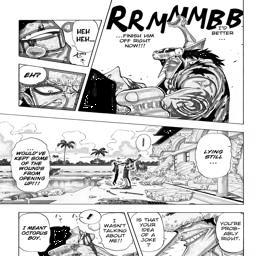 RRMMMMBB
I'D
BETTER
...
...FINISH
HIM
OFF
RIGHT
NOW!!!
HEH
HEH...
EH?
LYING
STILL ...
!
...
WOULD'VE
KEPT SOME
OF THE
WOUNDS
FROM
OPENING
UP!!!
YOU'RE
PROB-
ABLY
RIGHT.
IS THAT
YOUR
IDEA
OF A
JOKE
?
I
WASN'T
TALKING
ABOUT
ME!!
!
I MEANT
OCTOPUS
BOY.